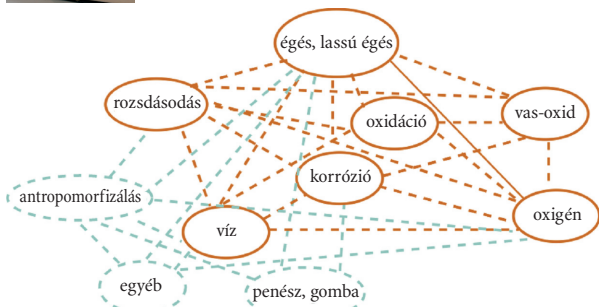 égés, lassú égés
rozsdásodás
oxidáció
vas-oxid
korrózió
antropomorfizálás
víz
oxigén
egyéb
penész, gomba